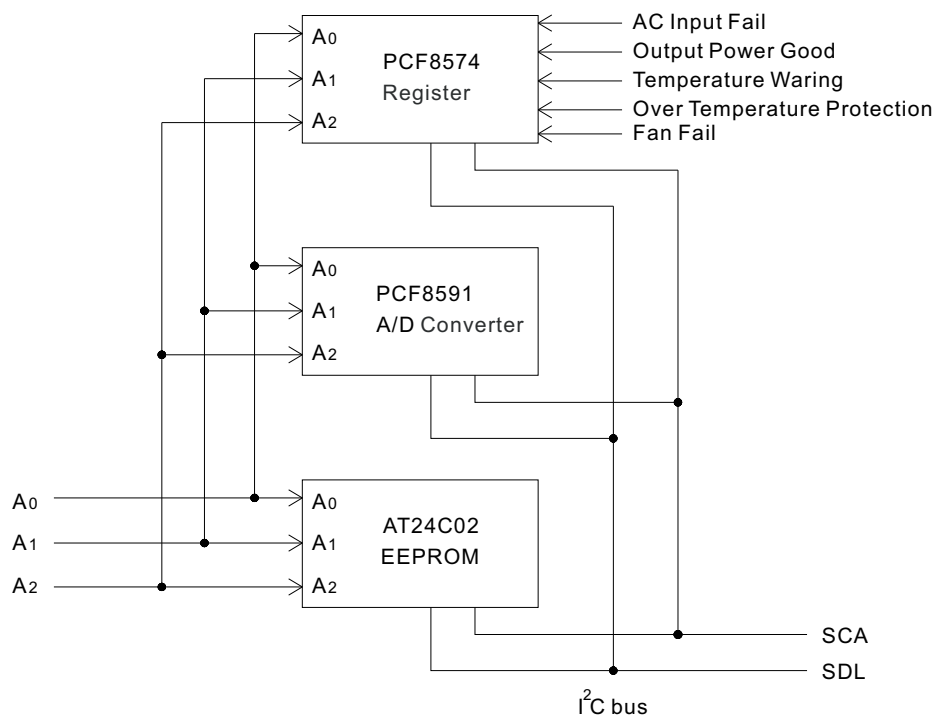 AC Input Fail
Output Power Good
Temperature Waring
Over Temperature Protection
Fan Fail
A0
A1
A2
PCF8574
Register
A0
A1
A2
PCF8591
A/D Converter
A0
A1
A2
A0
A1
A2
AT24C02
EEPROM
SCA
SDL
I²C bus